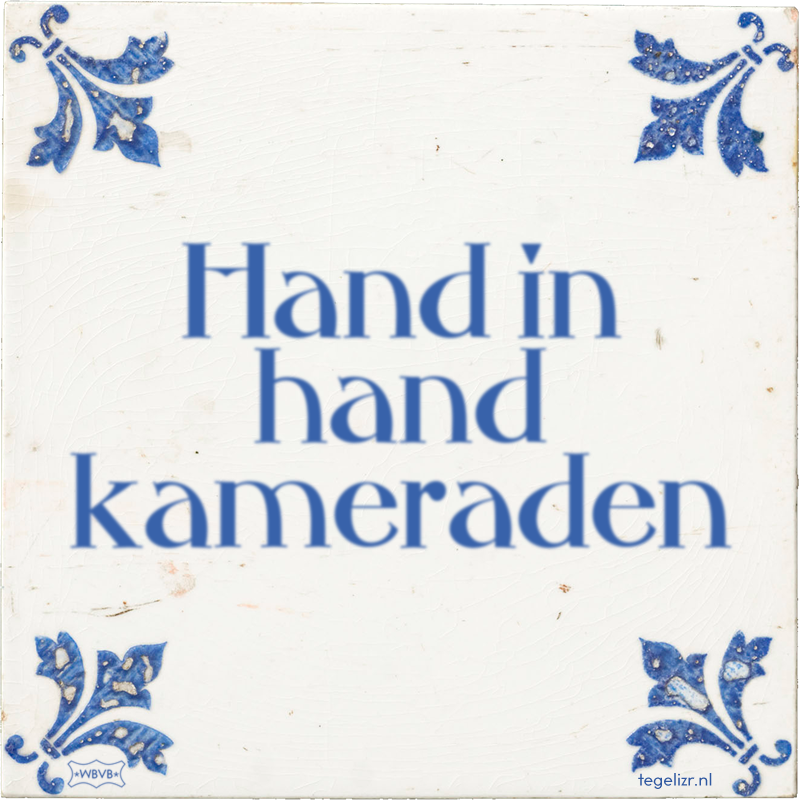 Hand in
hand
kameraden
★WBVB★
tegelizr.nl